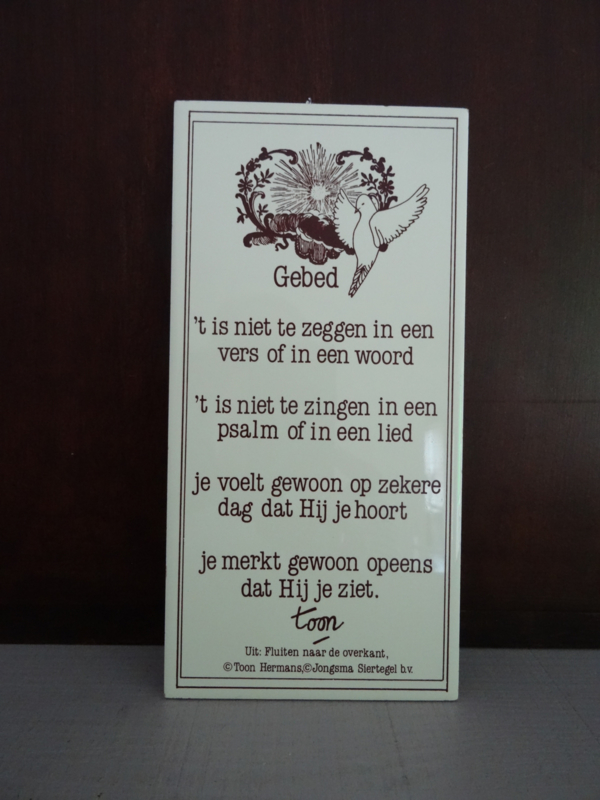 Gebed
't is niet te zeggen in een
vers of in een woord
't is niet te zingen in een
psalm of in een lied
je voelt gewoon op zekere
dag dat Hij je hoort
je merkt gewoon opeens
dat Hij je ziet.
toon
Uit: Fluiten naar de overkant,
©Toon Hermans,©Jongsma Siertegel b.v.